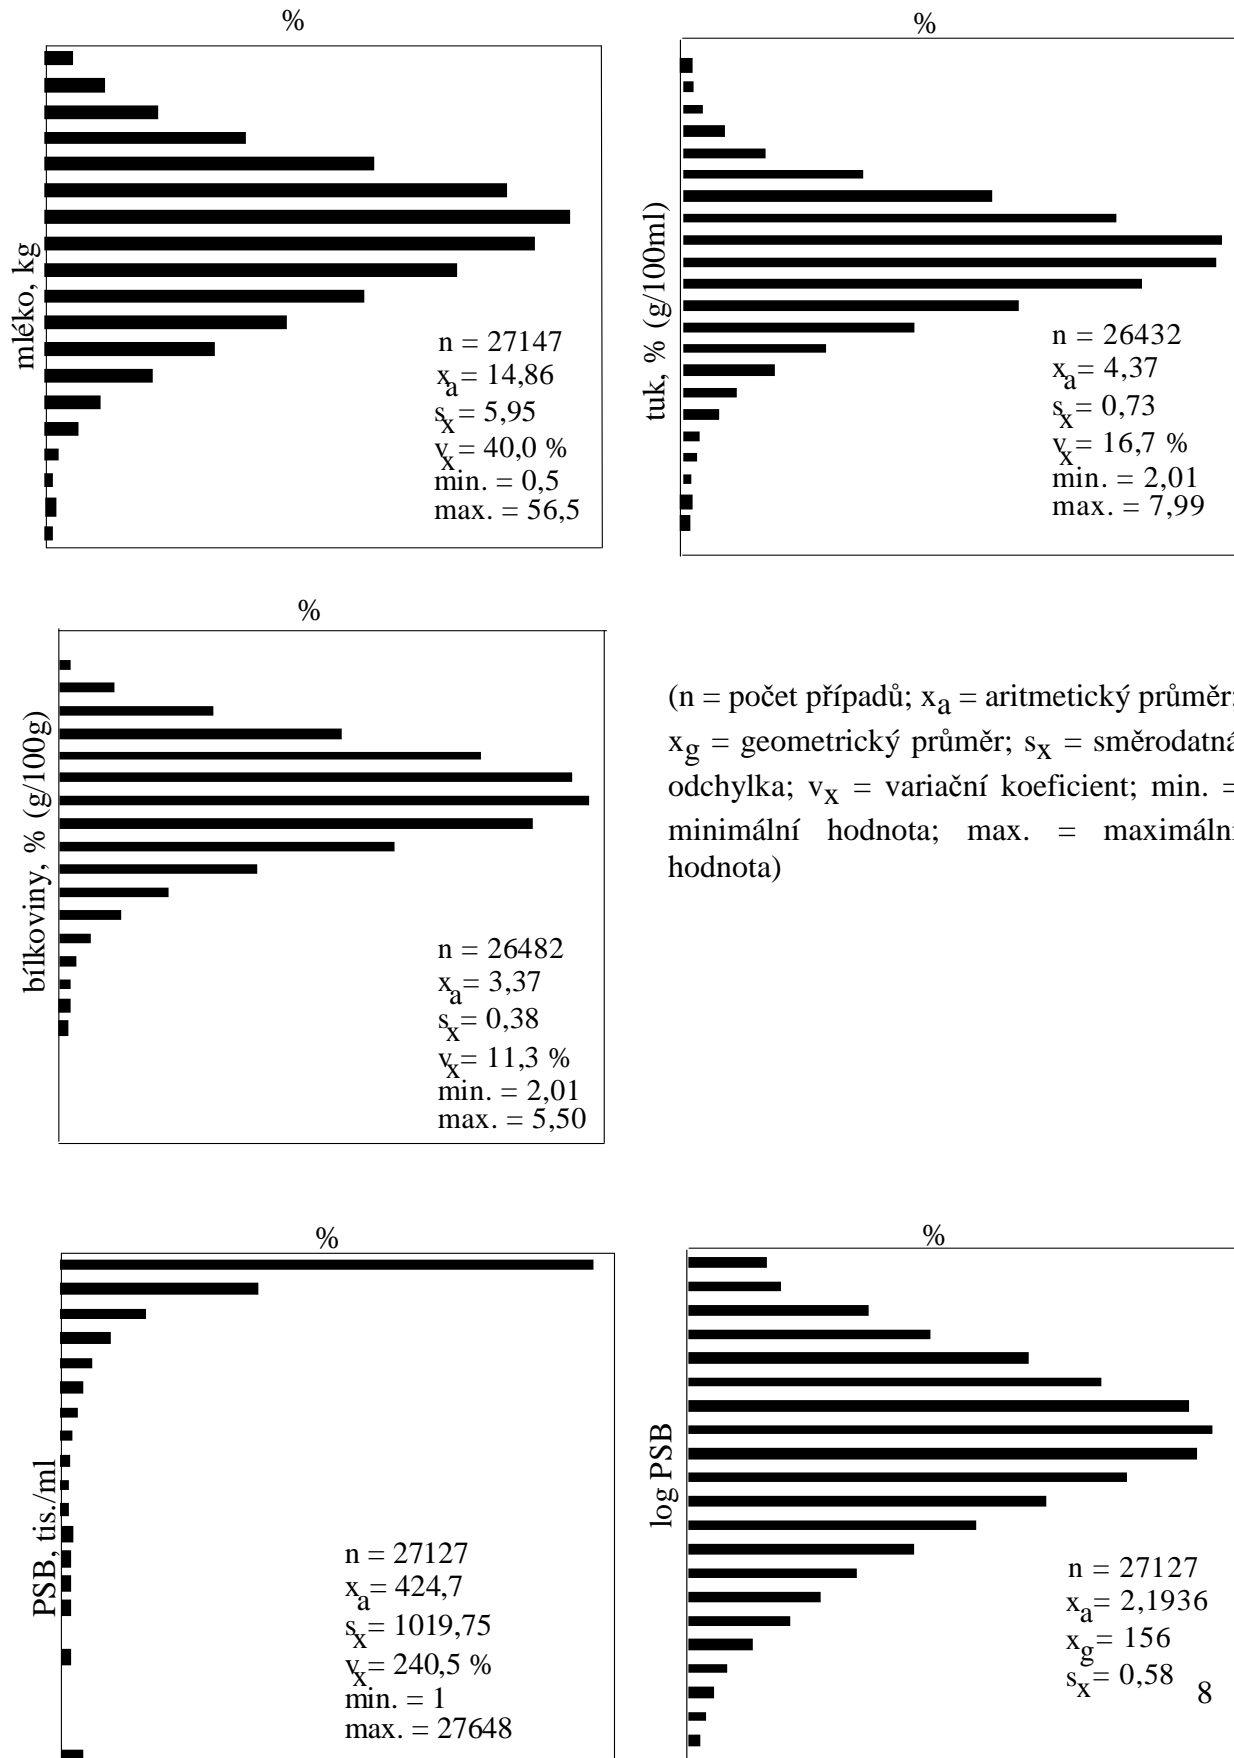 %
mléko, kg
n = 27147
xa = 14,86
sx = 5,95
vx = 40,0 %
min. = 0,5
max. = 56,5
%
tuk, % (g/100ml)
n = 26432
xa = 4,37
sx = 0,73
vx = 16,7 %
min. = 2,01
max. = 7,99
%
bílkoviny, % (g/100g)
n = 26482
xa = 3,37
sx = 0,38
vx = 11,3 %
min. = 2,01
max. = 5,50
(n = počet případů; xa = aritmetický průměr;
xg = geometrický průměr; sx = směrodatná
odchylka; vx = variační koeficient; min. =
minimální hodnota; max. = maximální
hodnota)
%
PSB, tis./ml
n = 27127
xa = 424,7
sx = 1019,75
vx = 240,5 %
min. = 1
max. = 27648
%
log PSB
n = 27127
xa = 2,1936
xg = 156
sx = 0,58
8